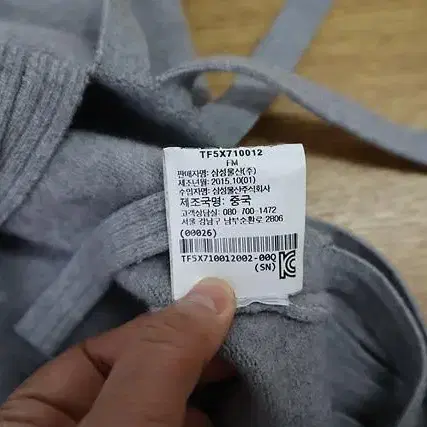 TF5X710012
FM
판매자명: 삼성물산(주)
제조년월: 2015.10(01)
수입자명: 삼성물산주식회사
제조국명: 중국
고객상담실: 080-700-1472
서울 강남구 남부순환로 2806
(00026)
TF5X710012002-00Q
(SN)